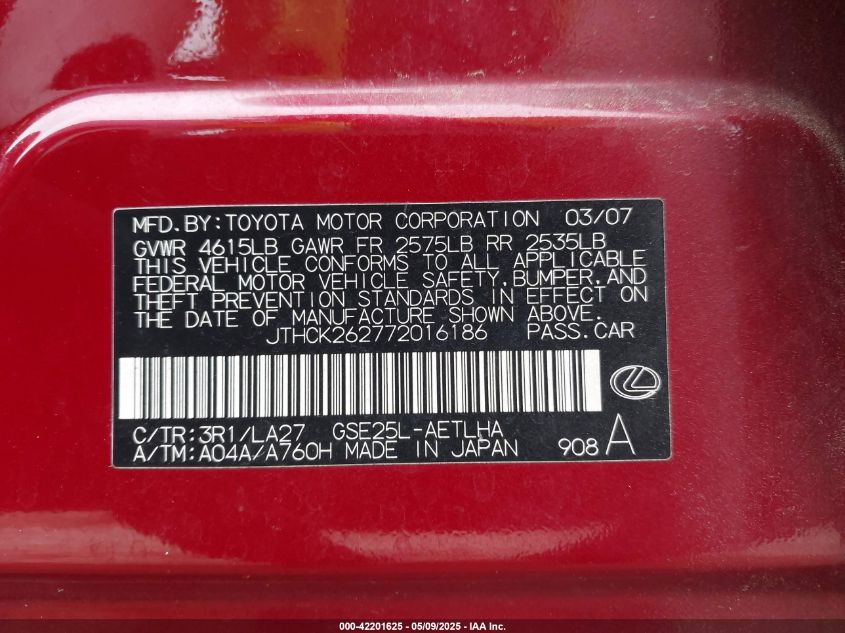 MFD.BY:TOYOTA MOTOR CORPORATION 03/07
GVWR 4615LB GAWR FR 2575LB RR 2535LB
THIS VEHICLE CONFORMS TO ALL APPLICABLE
FEDERAL MOTOR VEHICLE SAFETY,BUMPER,AND
THEFT PREVENTION STANDARDS IN EFFECT ON
THE DATE OF MANUFACTURE SHOWN ABOVE.
JTHCK262772016186 PASS.CAR
C/TR:3R1/LA27 GSE25L-AETLHA
A/TM:A04A/A760H MADE IN JAPAN 908 A
000-42201625 | 05/09/2025 - IAA Inc.